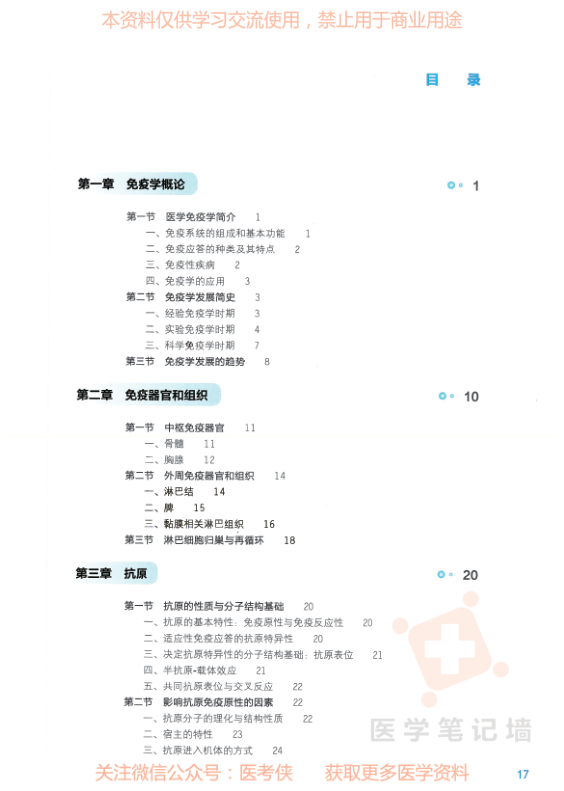 本资料仅供学习交流使用，禁止用于商业用途
目 录
第一章 免疫学概论 1
第一节 医学免疫学简介 1
一、免疫系统的组成和基本功能 1
二、免疫应答的种类及其特点 2
三、免疫性疾病 2
四、免疫学的应用 3
第二节 免疫学发展简史 3
一、经验免疫学时期 3
二、实验免疫学时期 4
三、科学免疫学时期 7
第三节 免疫学发展的趋势 8
第二章 免疫器官和组织 10
第一节 中枢免疫器官 11
一、骨髓 11
二、胸腺 12
第二节 外周免疫器官和组织 14
一、淋巴结 14
二、脾 15
三、黏膜相关淋巴组织 16
第三节 淋巴细胞归巢与再循环 18
第三章 抗原 20
第一节 抗原的性质与分子结构基础 20
一、抗原的基本特性：免疫原性与免疫反应性 20
二、适应性免疫应答的抗原特异性 20
三、决定抗原特异性的分子结构基础：抗原表位 21
四、半抗原-载体效应 21
五、共同抗原表位与交叉反应 22
第二节 影响抗原免疫原性的因素 22
一、抗原分子的理化与结构性质 22
二、宿主的特性 23
三、抗原进入机体的方式 24
医学笔记墙
关注微信公众号：医考侠 获取更多医学资料
17